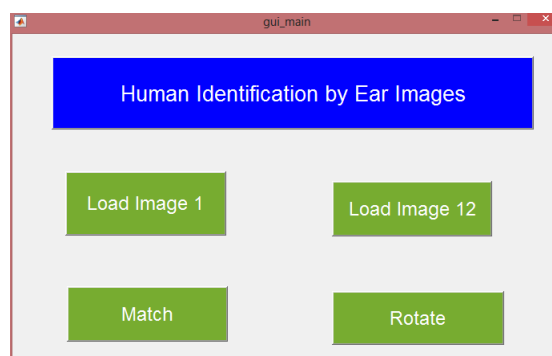 gui_main
Human Identification by Ear Images
Load Image 1
Load Image 12
Match
Rotate